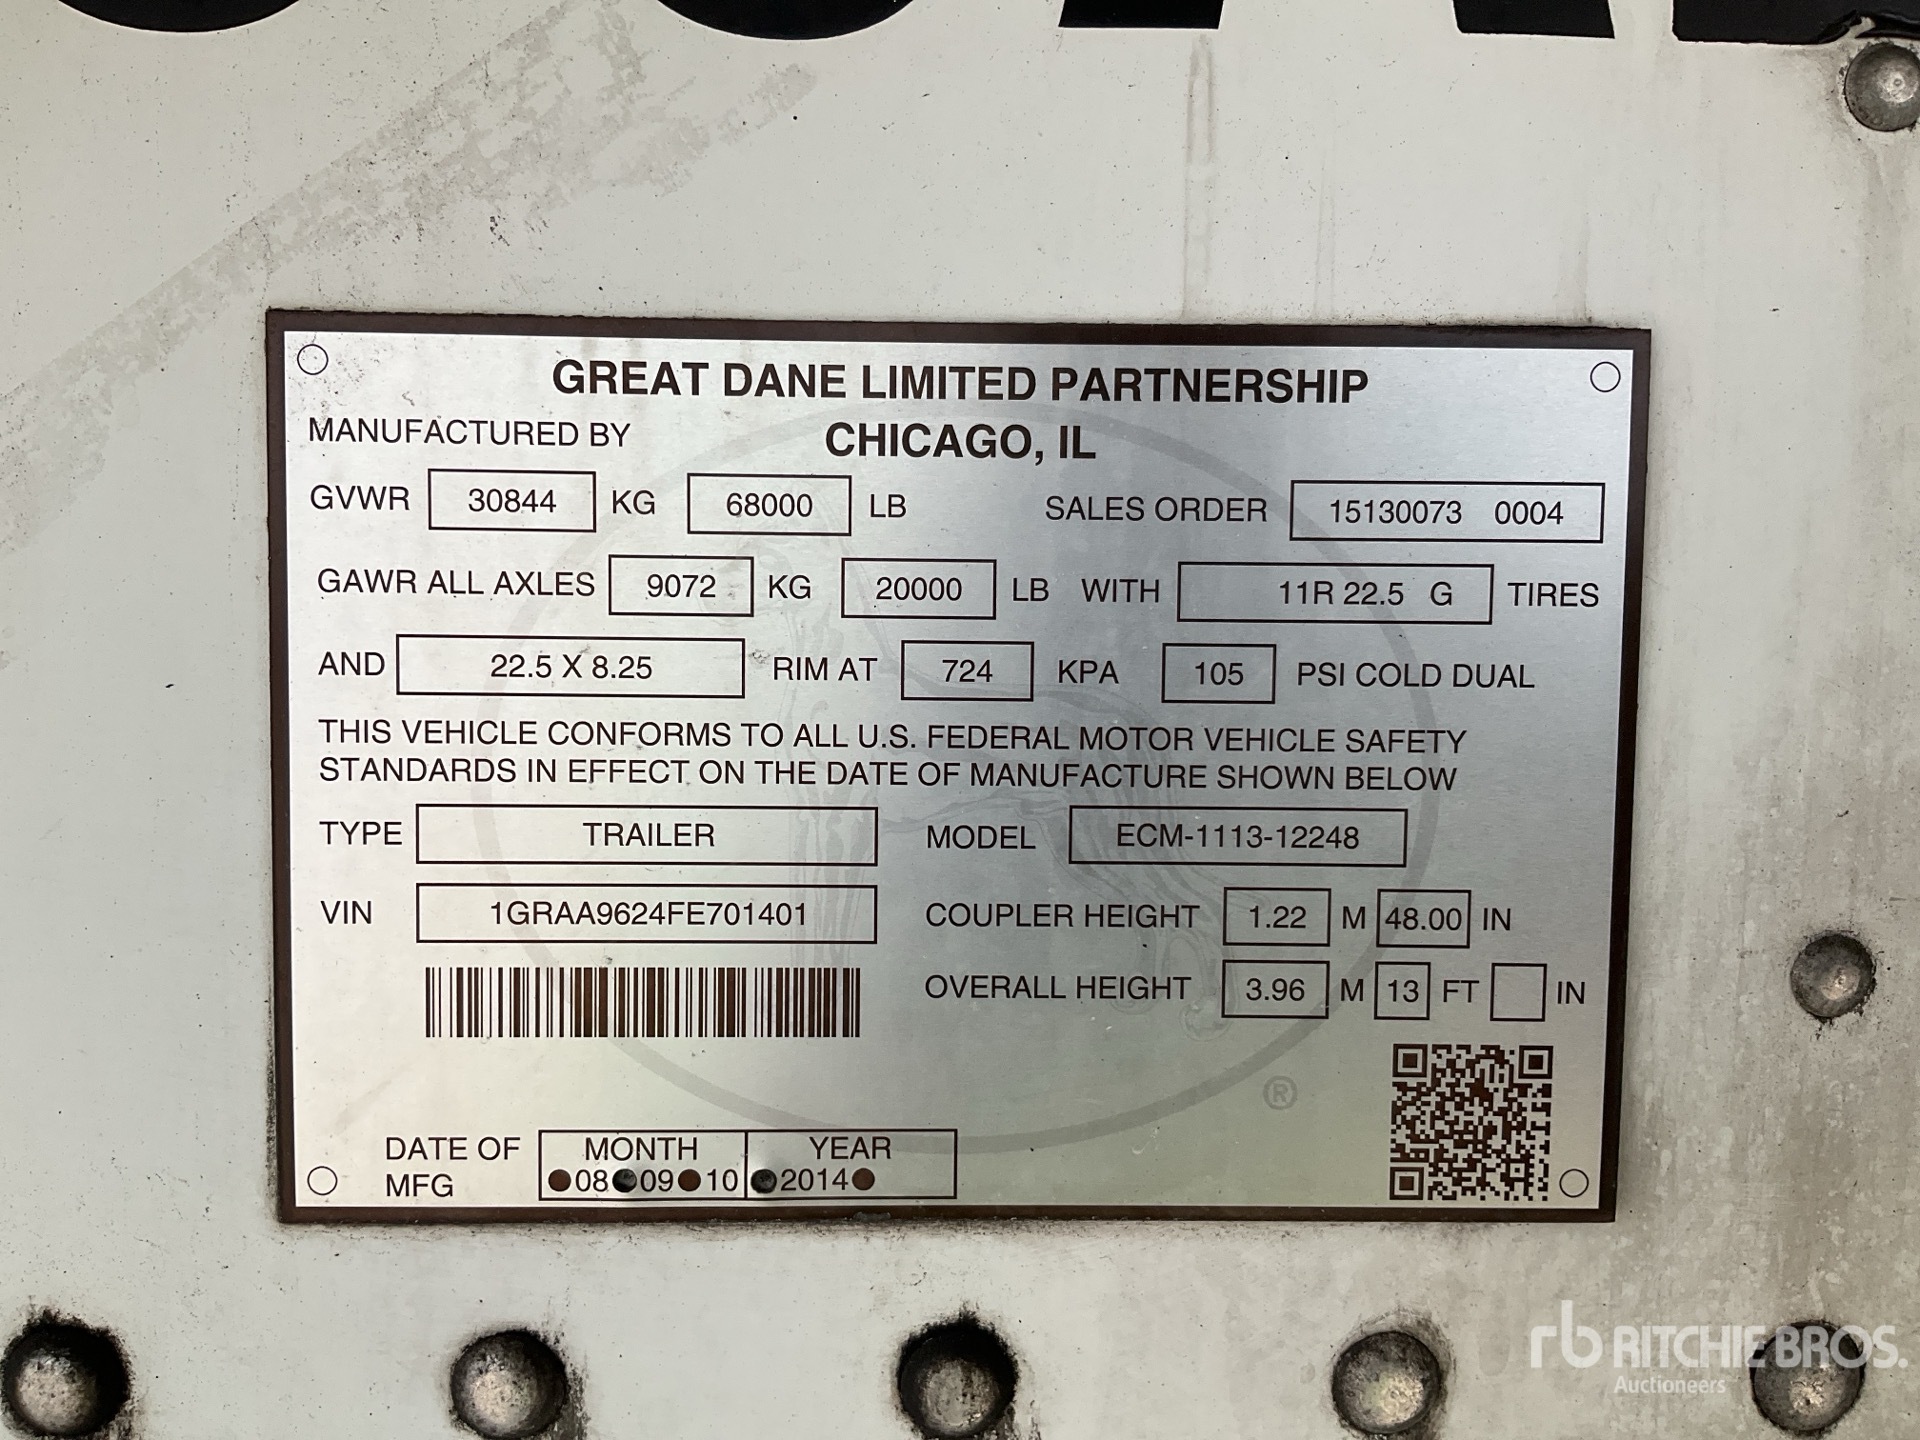 GREAT DANE LIMITED PARTNERSHIP
MANUFACTURED BY CHICAGO, IL
GVWR 30844 KG 68000 LB SALES ORDER 15130073 0004
GAWR ALL AXLES 9072 KG 20000 LB WITH 11R 22.5 G TIRES
AND 22.5 X 8.25 RIM AT 724 KPA 105 PSI COLD DUAL
THIS VEHICLE CONFORMS TO ALL U.S. FEDERAL MOTOR VEHICLE SAFETY
STANDARDS IN EFFECT ON THE DATE OF MANUFACTURE SHOWN BELOW
TYPE TRAILER MODEL ECM-1113-12248
VIN 1GRAA9624FE701401 COUPLER HEIGHT 1.22 M 48.00 IN
OVERALL HEIGHT 3.96 M 13 FT IN
®
DATE OF MFG MONTH YEAR
08 09 10 2014
rb RITCHIE BROS.
Auctioneers